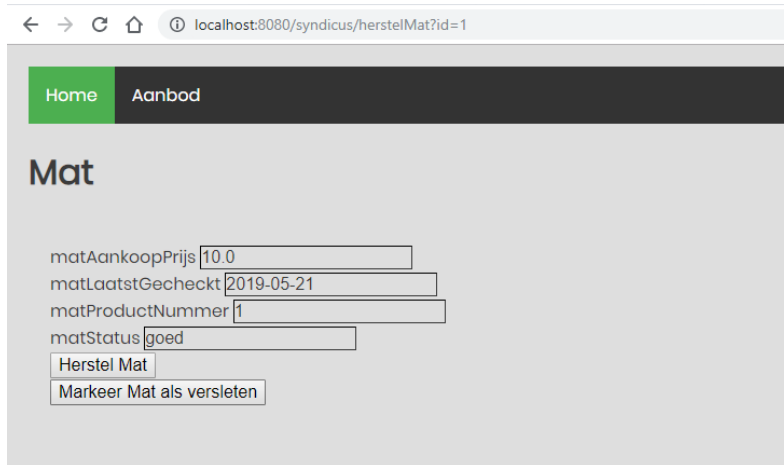 localhost:8080/syndicus/herstelMat?id=1
Home Aanbod
Mat
matAankoopPrijs 10.0
matLaatstGecheckt 2019-05-21
matProductNummer 1
matStatus goed
Herstel Mat
Markeer Mat als versleten